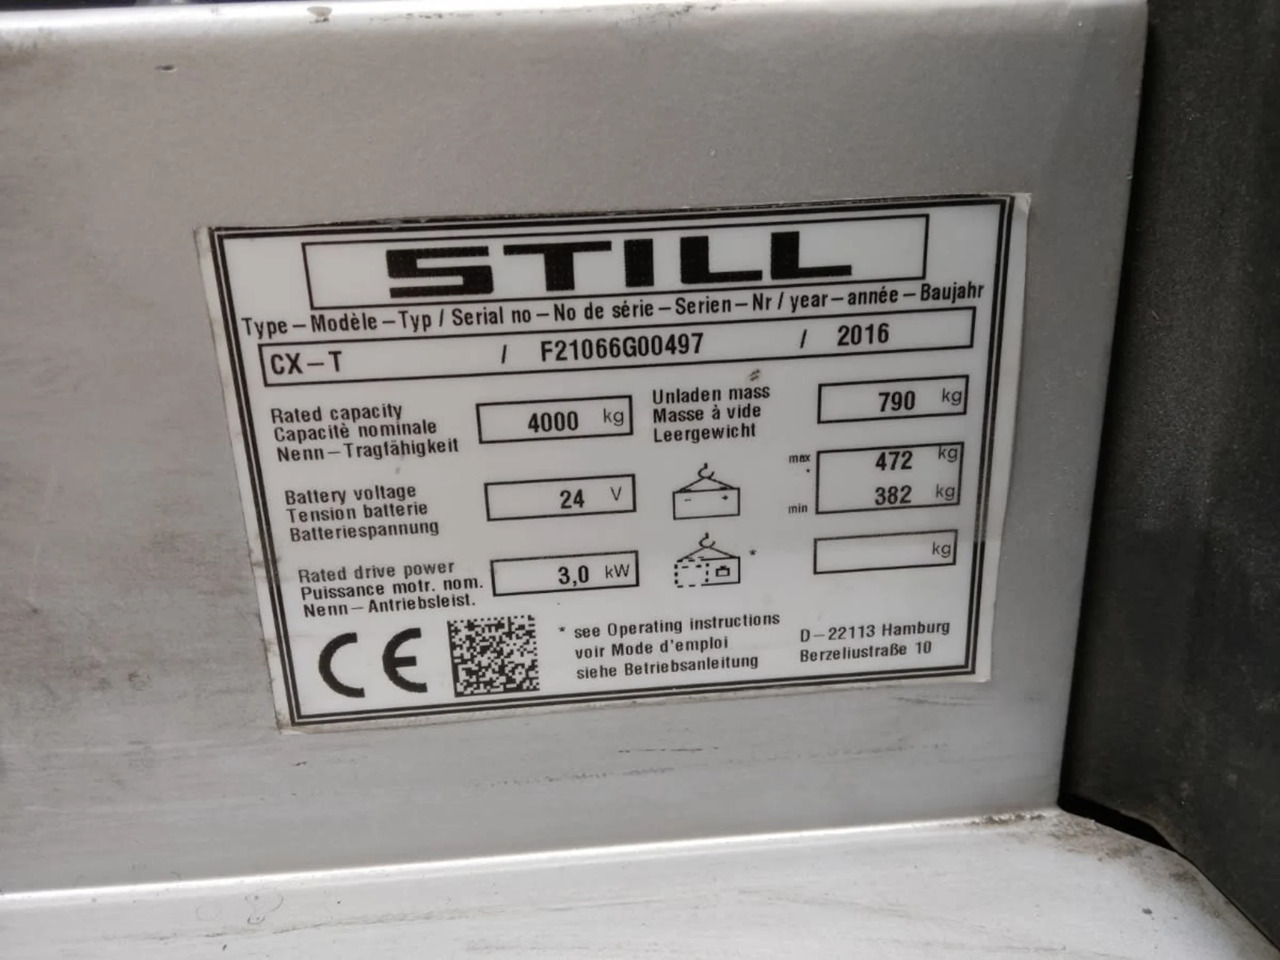 STILL
Type – Modèle – Typ / Serial no – No de série – Serien – Nr / year – année – Baujahr
CX – T / F21066G00497 / 2016
Rated capacity
Capacitè nominale
Nenn – Tragfähigkeit
4000 kg
Unladen mass
Masse à vide
Leergewicht
790 kg
Battery voltage
Tension batterie
Batteriespannung
24 V
- +
max 472 kg
*
min 382 kg
Rated drive power
Puissance motr. nom.
Nenn – Antriebsleist.
3,0 kW
* kg
CE
* see Operating instructions
voir Mode d'emploi
siehe Betriebsanleitung
D – 22113 Hamburg
Berzeliustraße 10